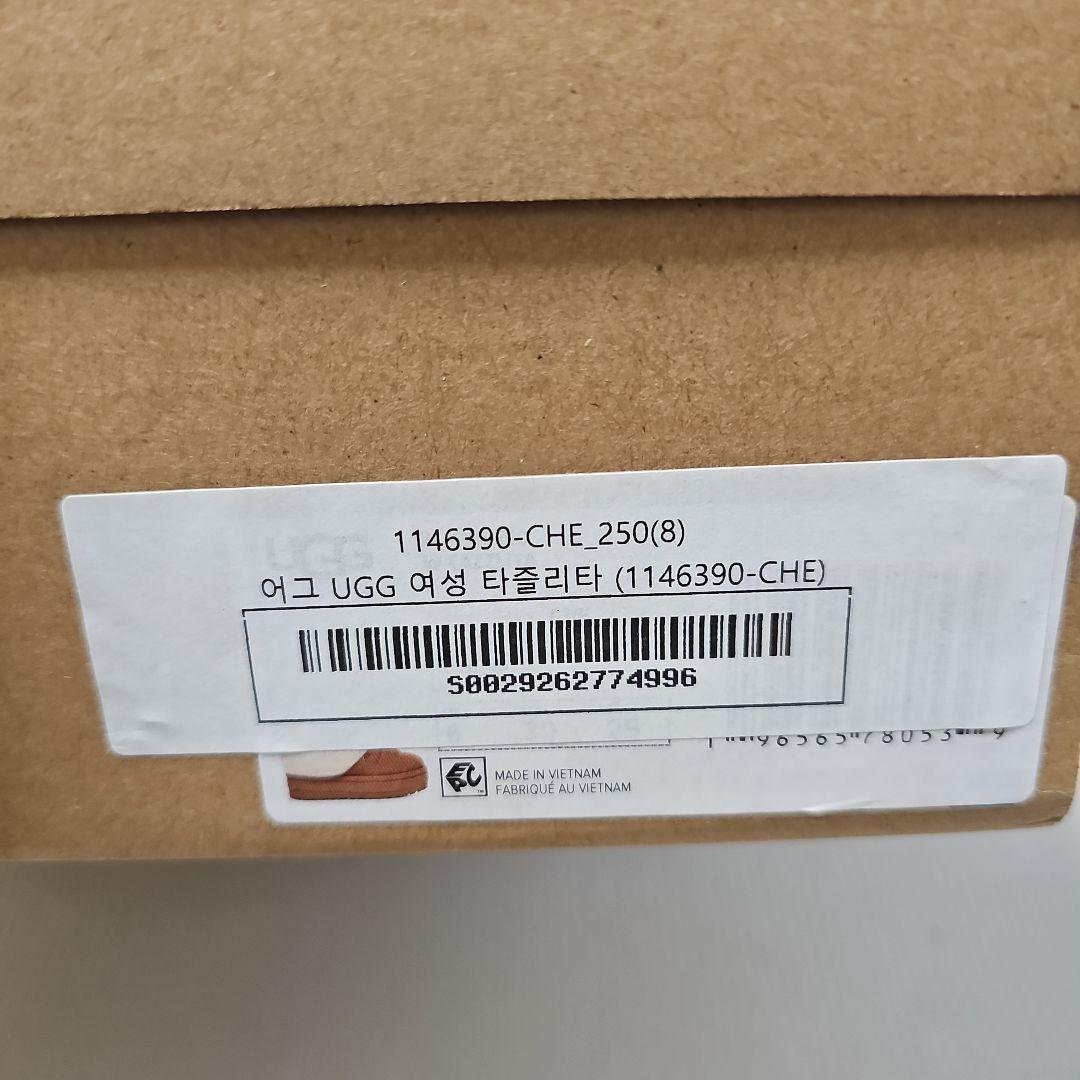 1146390-CHE_250(8)
어그 UGG 여성 타즐리타 (1146390-CHE)
S0029262774996
MADE IN VIETNAM
FABRIQUÉ AU VIETNAM